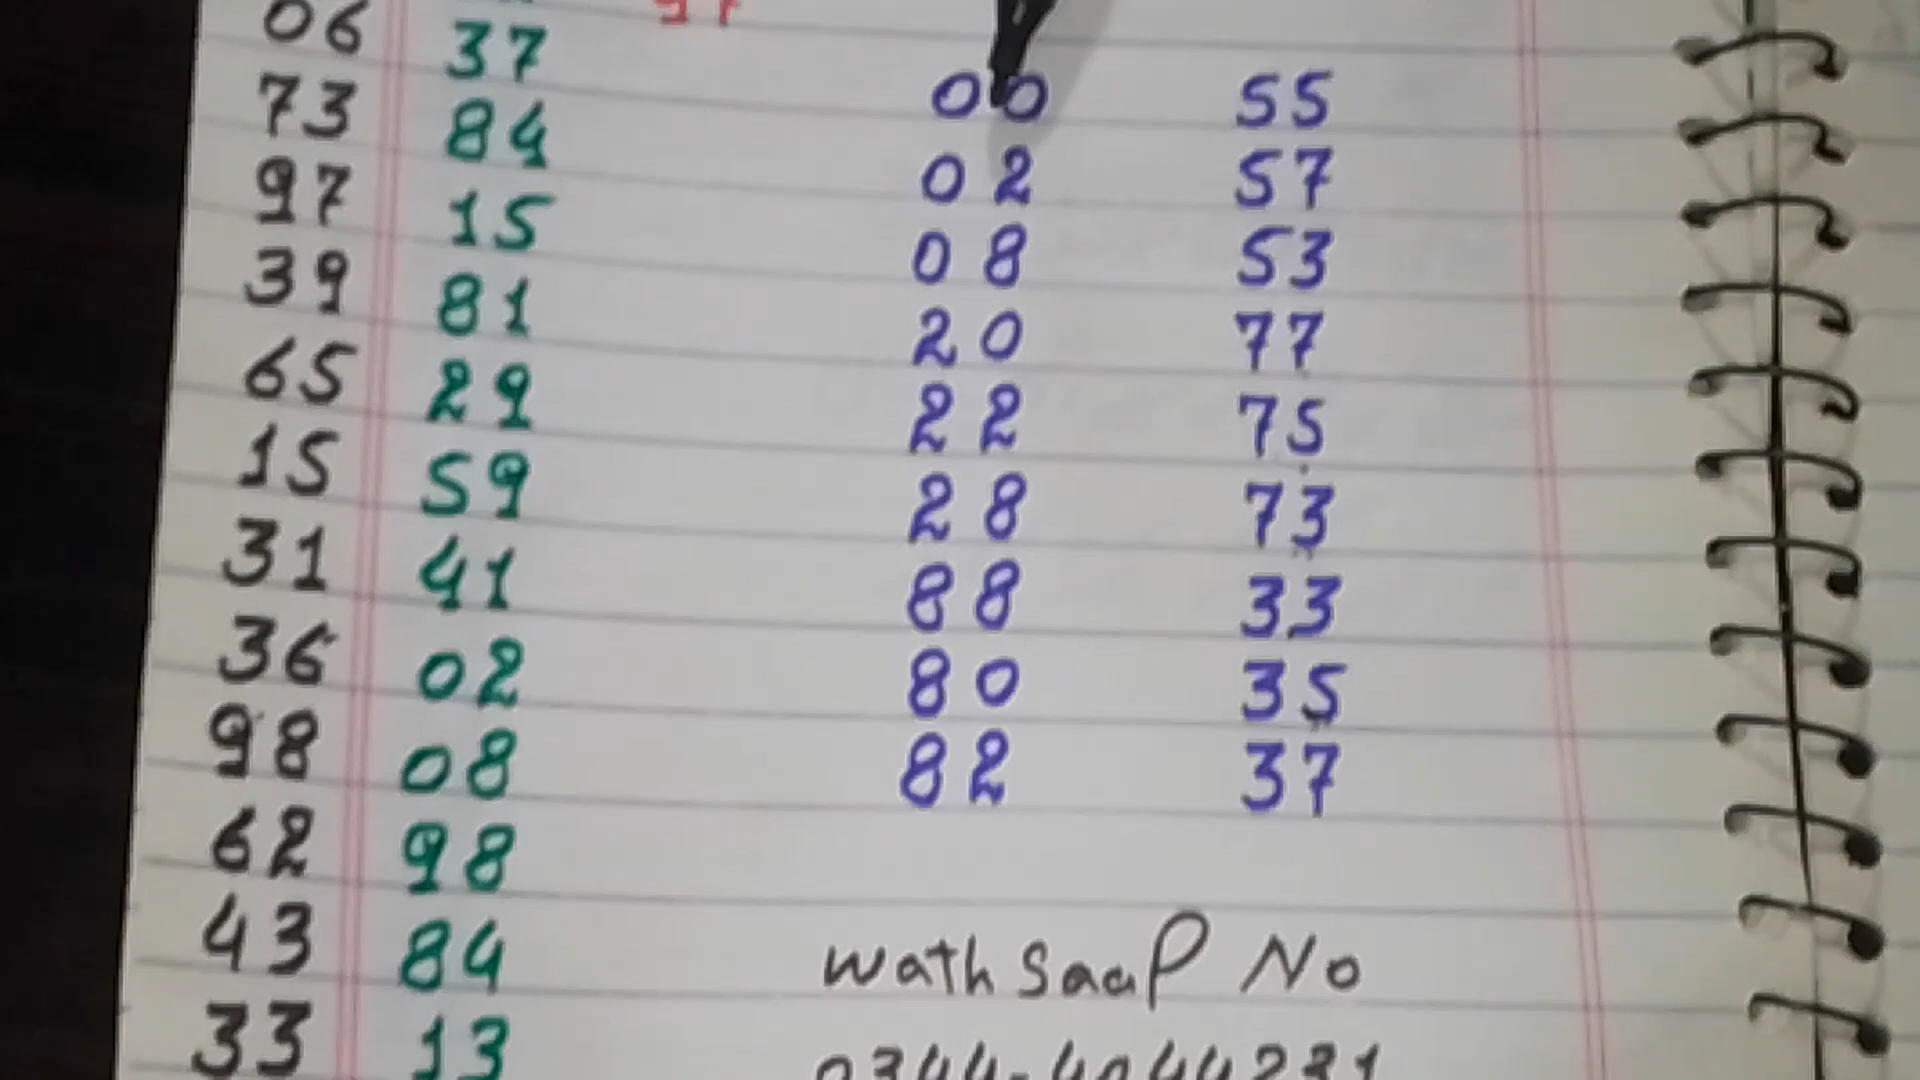 06 37
73 84 00 55
97 15 02 57
39 81 08 53
65 29 20 77
15 59 22 75
31 41 28 73
36 02 88 33
98 08 80 35
62 98 82 37
43 84
wathsaap No
33 13